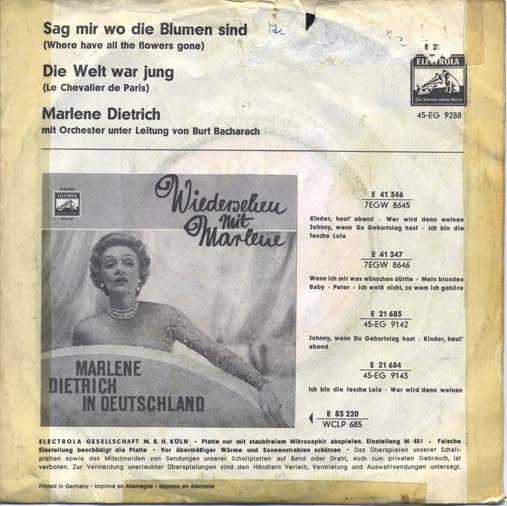 Sag mir wo die Blumen sind
(Where have all the flowers gone)
Die Welt war jung
(Le Chevalier de Paris)
Marlene Dietrich
mit Orchester unter Leitung von Burt Bacharach
ELECTROLA
Die Stimme seines Herrn
45-EG 9288
ELECTROLA
Wiedersehen
mit
Marlene
MARLENE
DIETRICH
IN DEUTSCHLAND
E 41 346
7EGW 8645
Kinder, heut' abend · Wer wird denn weinen
Johnny, wenn Du Geburtstag hast · Ich bin die
fesche Lola
E 41 347
7EGW 8646
Wenn ich mir was wünschen dürfte · Mein blondes
Baby · Peter · Ich weiß nicht, zu wem ich gehöre
E 21 683
45-EG 9142
Johnny, wenn Du Geburtstag hast · Kinder, heut'
abend
E 21 684
45-EG 9143
Ich bin die fesche Lola · Wer wird denn weinen
E 83 220
WCLP 685
ELECTROLA GESELLSCHAFT M. B. H. KÖLN · Platte nur mit staubfreiem Mikrosaphir abspielen. Einstellung M 45! · Falsche
Einstellung beschädigt die Platte · Vor übermäßiger Wärme und Sonnenstrahlen schützen · Das Überspielen unserer Schall-
platten sowie das Mitschneiden von Sendungen unserer Schallplatten auf Band oder Draht, auch zum privaten Gebrauch, ist
verboten. Zur Vermeidung unerlaubter Überspielungen sind den Händlern Verleih, Vermietung und Auswahlsendungen untersagt.
Printed in Germany - Imprimé en Allemagne - Impreso en Alemania